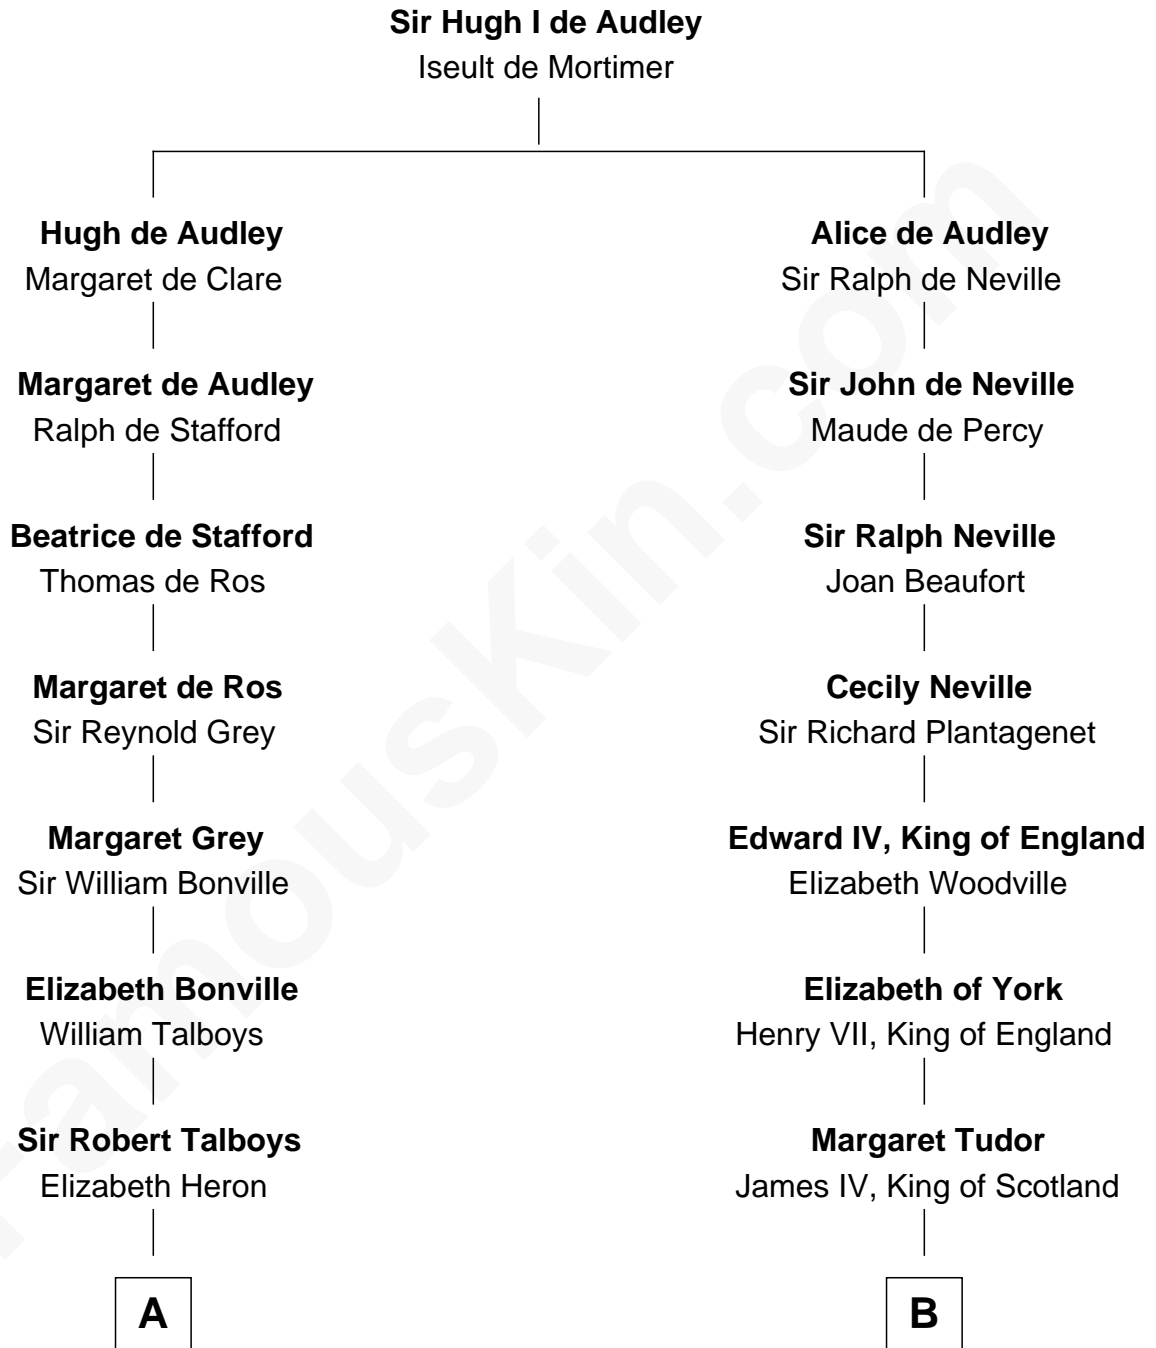 Sir Hugh I de Audley
Iseult de Mortimer
Hugh de Audley
Margaret de Clare
Margaret de Audley
Ralph de Stafford
Beatrice de Stafford
Thomas de Ros
Margaret de Ros
Sir Reynold Grey
Margaret Grey
Sir William Bonville
Elizabeth Bonville
William Talboys
Sir Robert Talboys
Elizabeth Heron
A
Alice de Audley
Sir Ralph de Neville
Sir John de Neville
Maude de Percy
Sir Ralph Neville
Joan Beaufort
Cecily Neville
Sir Richard Plantagenet
Edward IV, King of England
Elizabeth Woodville
Elizabeth of York
Henry VII, King of England
Margaret Tudor
James IV, King of Scotland
B
FamousKin.com